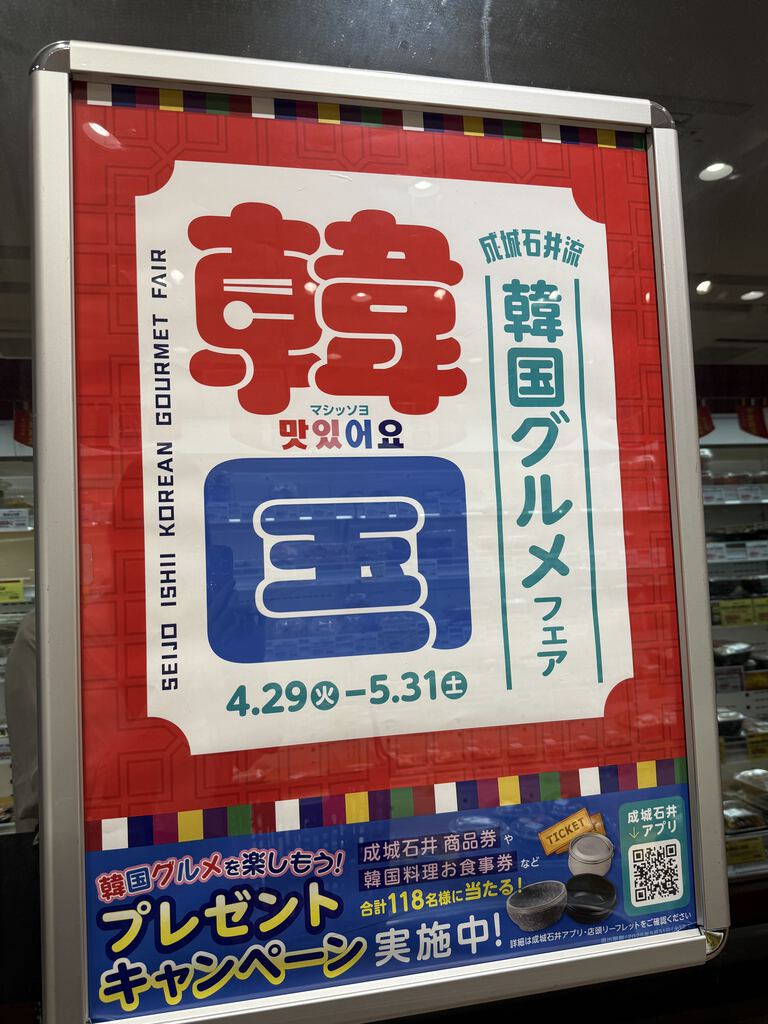 SEIJO ISHII KOREAN GOURMET FAIR
韓
マシッソヨ
맛있어요
国
4.29火–5.31土
成城石井流
韓国グルメフェア
韓国グルメを楽しもう!
プレゼント
キャンペーン実施中!
成城石井 商品券 や
韓国料理お食事券 など
合計118名様に当たる!
TICKET
成城石井
↓アプリ
詳細は成城石井アプリ・店頭リーフレットをご確認ください